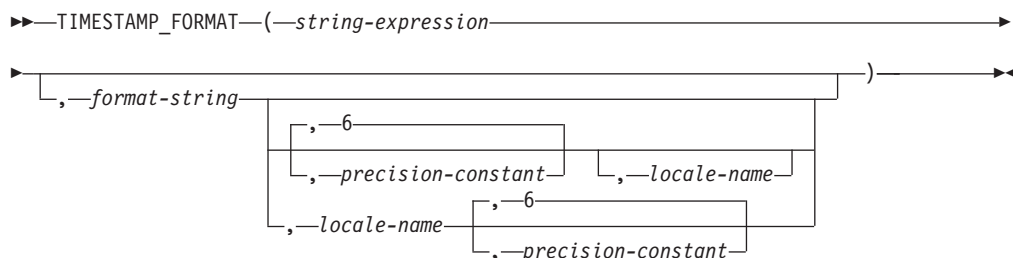 TIMESTAMP_FORMAT ( string-expression
)
, format-string
, 6
, precision-constant , locale-name
, locale-name , 6
, precision-constant